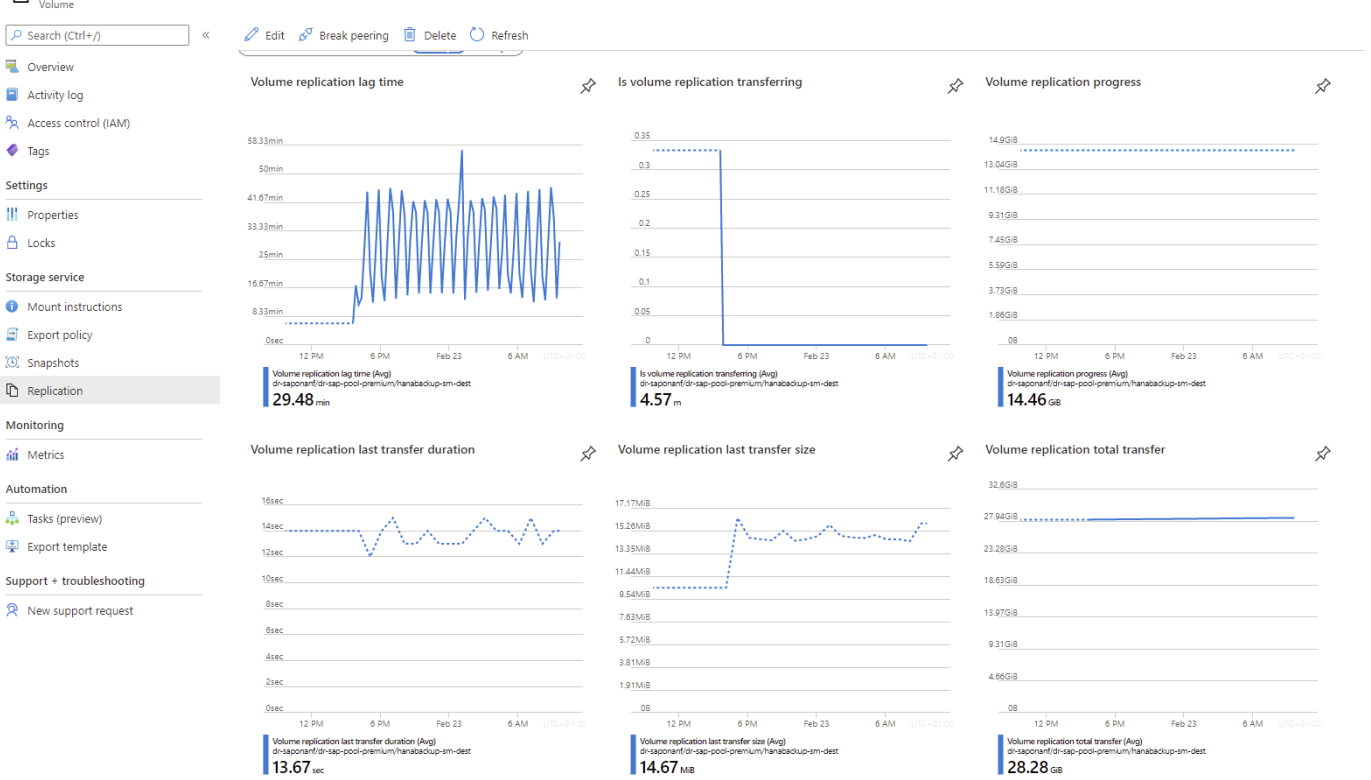 Volume
Search (Ctrl+/)
«
Edit
Break peering
Delete
Refresh
Overview
Activity log
Access control (IAM)
Tags
Settings
Properties
Locks
Storage service
Mount instructions
Export policy
Snapshots
Replication
Monitoring
Metrics
Automation
Tasks (preview)
Export template
Support + troubleshooting
New support request
Volume replication lag time
58.33min
50min
41.67min
33.33min
25min
16.67min
8.33min
0sec
12 PM
6 PM
Feb 23
6 AM
UTC+01:00
Volume replication lag time (Avg)
dr-saponanf/dr-sap-pool-premium/hanabackup-sm-dest
29.48 min
Is volume replication transferring
0.35
0.3
0.25
0.2
0.15
0.1
0.05
0
12 PM
6 PM
Feb 23
6 AM
UTC+01:00
Is volume replication transferring (Avg)
dr-saponanf/dr-sap-pool-premium/hanabackup-sm-dest
4.57 m
Volume replication progress
14.9GiB
13.04GiB
11.18GiB
9.31GiB
7.45GiB
5.59GiB
3.73GiB
1.86GiB
0B
12 PM
6 PM
Feb 23
6 AM
UTC+01:00
Volume replication progress (Avg)
dr-saponanf/dr-sap-pool-premium/hanabackup-sm-dest
14.46 GiB
Volume replication last transfer duration
16sec
14sec
12sec
10sec
8sec
6sec
4sec
2sec
0sec
12 PM
6 PM
Feb 23
6 AM
UTC+01:00
Volume replication last transfer duration (Avg)
dr-saponanf/dr-sap-pool-premium/hanabackup-sm-dest
13.67 sec
Volume replication last transfer size
17.17MiB
15.26MiB
13.35MiB
11.44MiB
9.54MiB
7.63MiB
5.72MiB
3.81MiB
1.91MiB
0B
12 PM
6 PM
Feb 23
6 AM
UTC+01:00
Volume replication last transfer size (Avg)
dr-saponanf/dr-sap-pool-premium/hanabackup-sm-dest
14.67 MiB
Volume replication total transfer
32.6GiB
27.94GiB
23.28GiB
18.63GiB
13.97GiB
9.31GiB
4.66GiB
0B
12 PM
6 PM
Feb 23
6 AM
UTC+01:00
Volume replication total transfer (Avg)
dr-saponanf/dr-sap-pool-premium/hanabackup-sm-dest
28.28 GiB